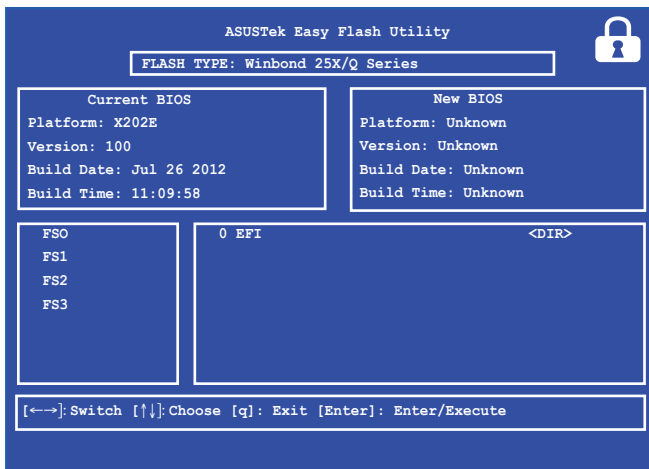 ASUSTek Easy Flash Utility
FLASH TYPE: Winbond 25X/Q Series
Current BIOS
Platform: X202E
Version: 100
Build Date: Jul 26 2012
Build Time: 11:09:58
New BIOS
Platform: Unknown
Version: Unknown
Build Date: Unknown
Build Time: Unknown
FSO
FS1
FS2
FS3
0 EFI <DIR>
[←→]: Switch [↑↓]: Choose [q]: Exit [Enter]: Enter/Execute